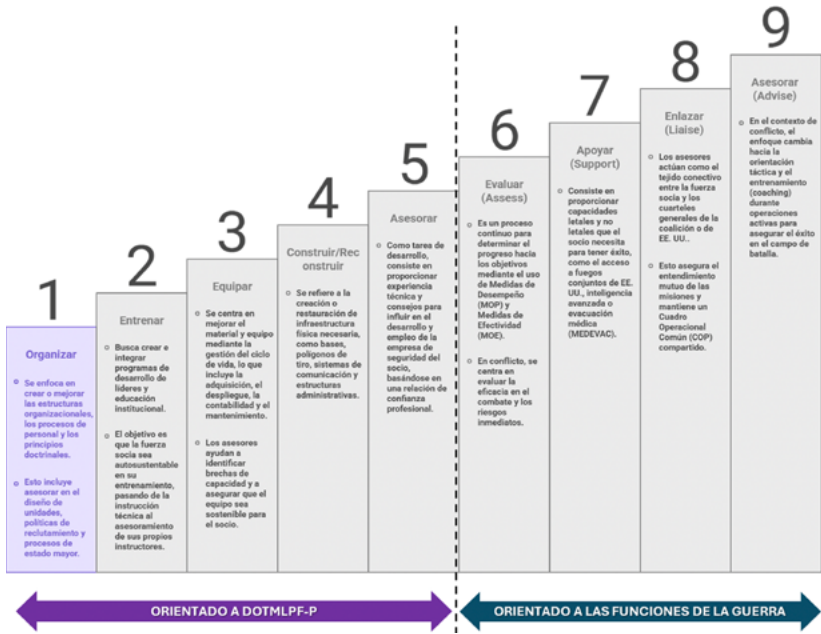 1
Organizar
Se enfoca en
crear o mejorar
las estructuras
organizacionales,
los procesos de
personal y los
principios
doctrinales.
Esto incluye
asesorar en el
diseño de
unidades,
políticas de
reclutamiento y
procesos de
estado mayor.
2
Entrenar
Busca crear e
integrar
programas de
desarrollo de
líderes y
educación
institucional.
El objetivo es
que la fuerza
socia sea
autosustentable
en su
entrenamiento,
pasando de la
instrucción
técnica al
asesoramiento
de sus propios
instructores.
3
Equipar
Se centra en
mejorar el
material y equipo
mediante la
gestión del ciclo
de vida, lo que
incluye la
adquisición, el
despliegue, la
contabilidad y el
mantenimiento.
Los asesores
ayudan a
identificar
brechas de
capacidad y a
asegurar que el
equipo sea
sostenible para
el socio.
4
Construir/Rec
onstruir
Se refiere a la
creación o
restauración de
infraestructura
física necesaria,
como bases,
polígonos de
tiro, sistemas de
comunicación y
estructuras
administrativas.
5
Asesorar
Como tarea de
desarrollo,
consiste en
proporcionar
experiencia
técnica y
consejos para
influir en el
desarrollo y
empleo de la
empresa de
seguridad del
socio,
basándose en
una relación de
confianza
profesional.
6
Evaluar
(Assess)
Es un proceso
continuo para
determinar el
progreso hacia
los objetivos
mediante el uso
de Medidas de
Desempeño
(MOP) y
Medidas de
Efectividad
(MOE).
En conflicto, se
centra en
evaluar la
eficacia en el
combate y los
riesgos
inmediatos.
7
Apoyar
(Support)
Consiste en
proporcionar
capacidades
letales y no
letales que el
socio necesita
para tener éxito,
como el acceso
a fuegos
conjuntos de EE.
UU., inteligencia
avanzada o
evacuación
médica
(MEDEVAC).
8
Enlazar
(Liaise)
Los asesores
actúan como el
tejido conectivo
entre la fuerza
socia y los
cuarteles
generales de la
coalición o de
EE. UU..
Esto asegura el
entendimiento
mutuo de las
misiones y
mantiene un
Cuadro
Operacional
Común (COP)
compartido.
9
Asesorar
(Advise)
En el contexto de
conflicto, el
enfoque cambia
hacia la
orientación
táctica y el
entrenamiento
(coaching)
durante
operaciones
activas para
asegurar el éxito
en el campo de
batalla.
ORIENTADO A DOTMLPF-P
ORIENTADO A LAS FUNCIONES DE LA GUERRA